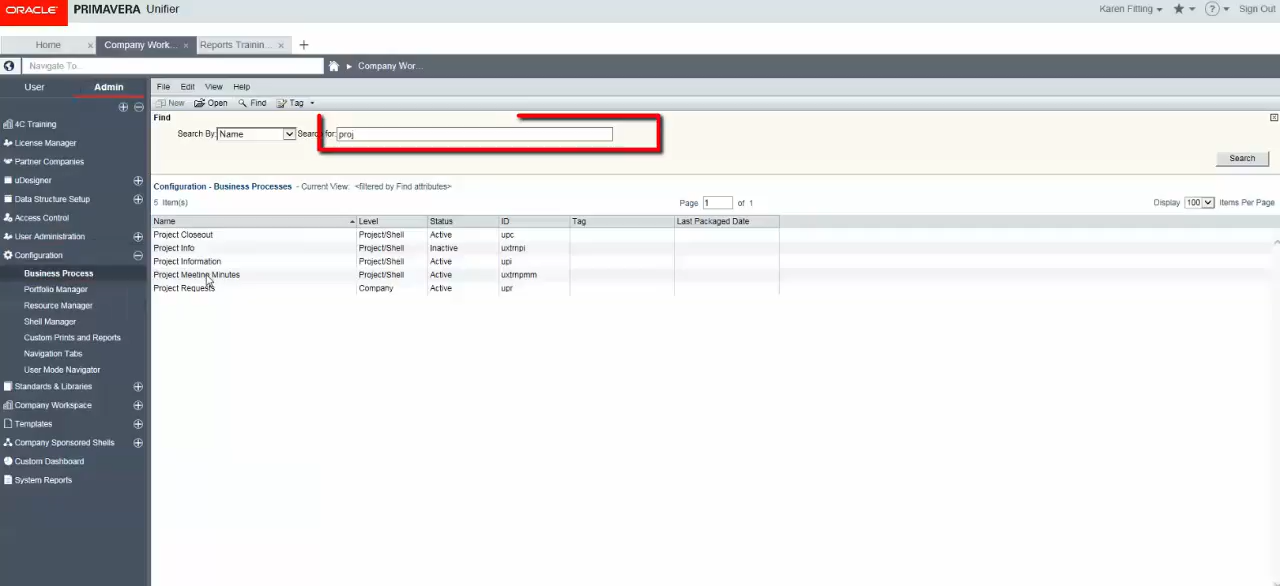 ORACLE PRIMAVERA Unifier Karen Fitting Sign Out
Home Company Work... Reports Trainin...
Navigate To... Company Wor...
User Admin
4C Training
License Manager
Partner Companies
uDesigner
Data Structure Setup
Access Control
User Administration
Configuration
Business Process
Portfolio Manager
Resource Manager
Shell Manager
Custom Prints and Reports
Navigation Tabs
User Mode Navigator
Standards & Libraries
Company Workspace
Templates
Company Sponsored Shells
Custom Dashboard
System Reports
File Edit View Help
New Open Find Tag
Find
Search By: Name Search for: proj
Search
Configuration - Business Processes - Current View: <filtered by Find attributes>
5 Item(s) Page 1 of 1 Display 100 Items Per Page
Name Level Status ID Tag Last Packaged Date
Project Closeout Project/Shell Active upc
Project Info Project/Shell Inactive uxtrnpi
Project Information Project/Shell Active upi
Project Meeting Minutes Project/Shell Active uxtrnpmm
Project Requests Company Active upr